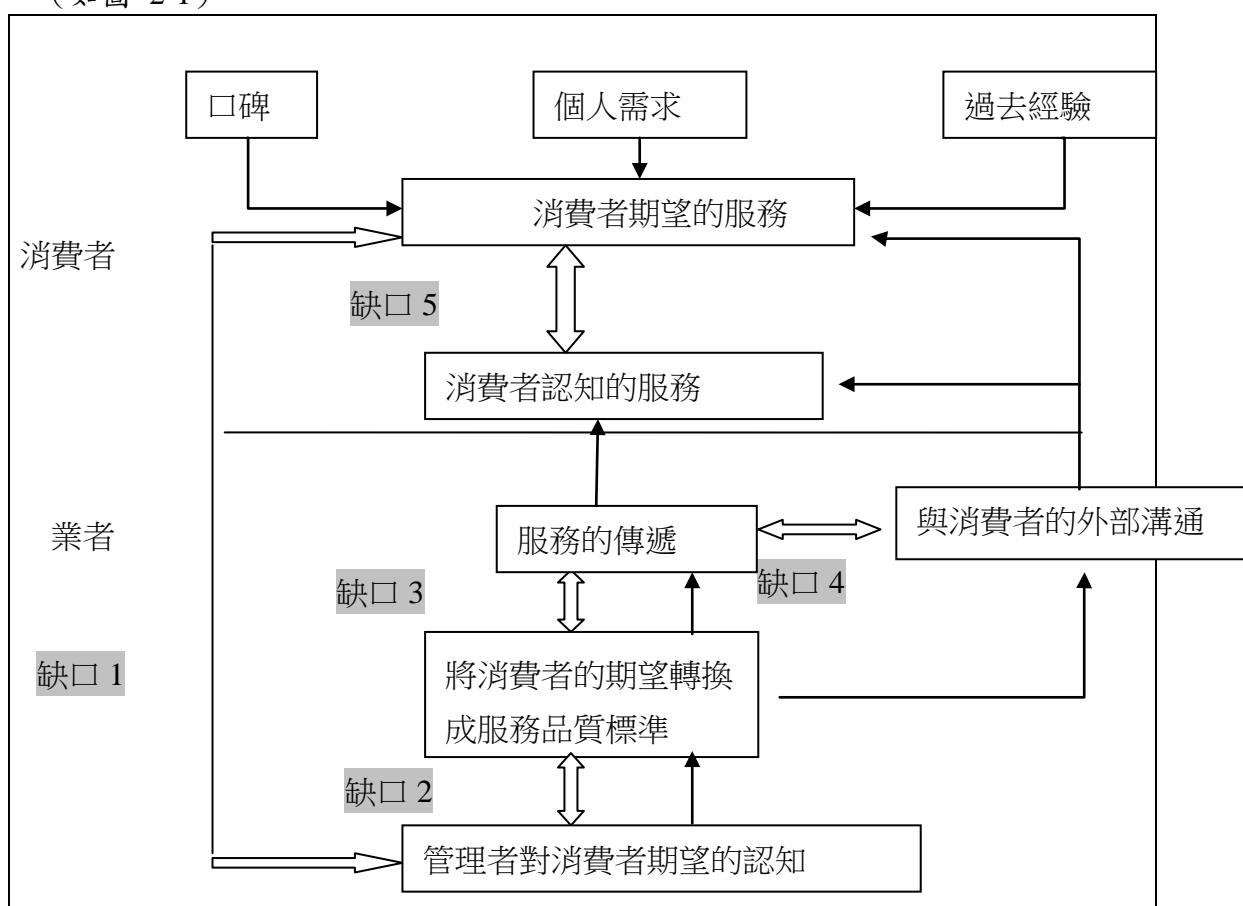 （如圖 2-1）
口碑
個人需求
過去經驗
消費者期望的服務
消費者
缺口 5
消費者認知的服務
業者
服務的傳遞
與消費者的外部溝通
缺口 3
缺口 4
缺口 1
將消費者的期望轉換
成服務品質標準
缺口 2
管理者對消費者期望的認知